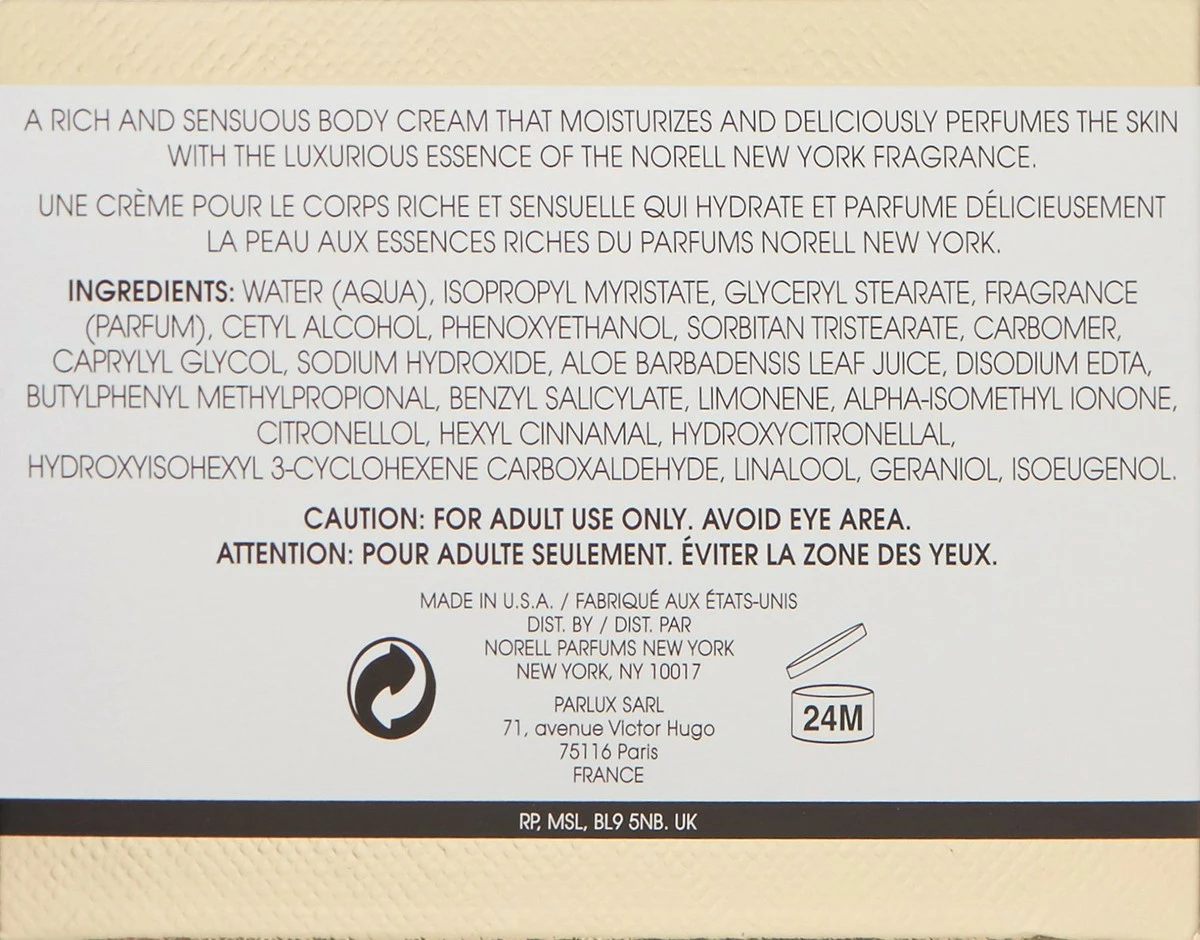 A RICH AND SENSUOUS BODY CREAM THAT MOISTURIZES AND DELICIOUSLY PERFUMES THE SKIN
WITH THE LUXURIOUS ESSENCE OF THE NORELL NEW YORK FRAGRANCE.
UNE CRÈME POUR LE CORPS RICHE ET SENSUELLE QUI HYDRATE ET PARFUME DÉLICIEUSEMENT
LA PEAU AUX ESSENCES RICHES DU PARFUMS NORELL NEW YORK.
INGREDIENTS: WATER (AQUA), ISOPROPYL MYRISTATE, GLYCERYL STEARATE, FRAGRANCE
(PARFUM), CETYL ALCOHOL, PHENOXYETHANOL, SORBITAN TRISTEARATE, CARBOMER,
CAPRYLYL GLYCOL, SODIUM HYDROXIDE, ALOE BARBADENSIS LEAF JUICE, DISODIUM EDTA,
BUTYLPHENYL METHYLPROPIONAL, BENZYL SALICYLATE, LIMONENE, ALPHA-ISOMETHYL IONONE,
CITRONELLOL, HEXYL CINNAMAL, HYDROXYCITRONELLAL,
HYDROXYISOHEXYL 3-CYCLOHEXENE CARBOXALDEHYDE, LINALOOL, GERANIOL, ISOEUGENOL.
CAUTION: FOR ADULT USE ONLY. AVOID EYE AREA.
ATTENTION: POUR ADULTE SEULEMENT. ÉVITER LA ZONE DES YEUX.
MADE IN U.S.A. / FABRIQUÉ AUX ÉTATS-UNIS
DIST. BY / DIST. PAR
NORELL PARFUMS NEW YORK
NEW YORK, NY 10017
PARLUX SARL
71, avenue Victor Hugo
75116 Paris
FRANCE
24M
RP, MSL, BL9 5NB. UK